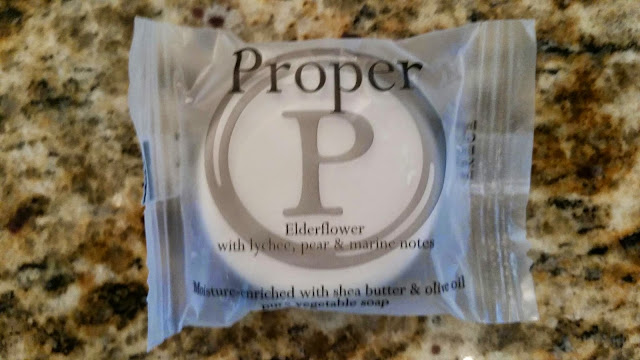 Proper
P
Elderflower
with lychee, pear & marine notes
Moisture-enriched with shea butter & olive oil
pure vegetable soap